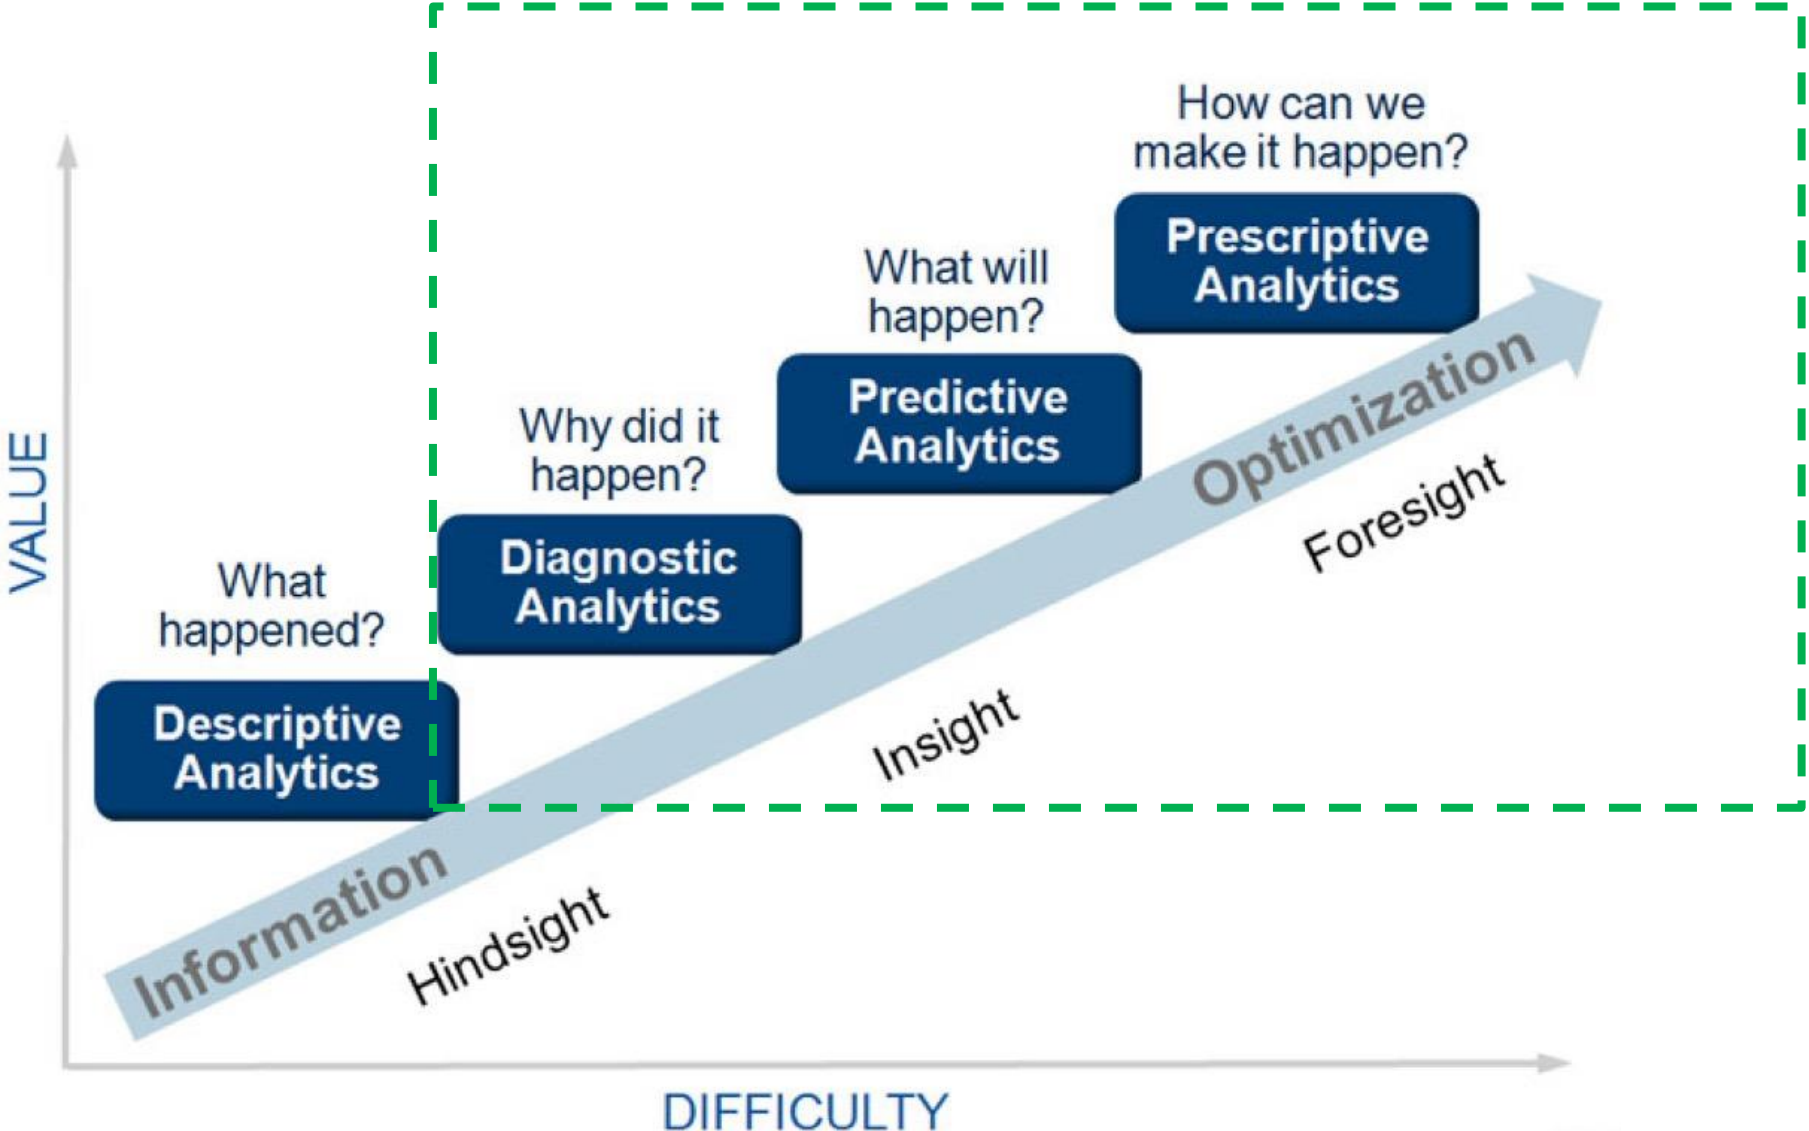 How can we
make it happen?
Prescriptive
Analytics
What will
happen?
Predictive
Analytics
Why did it
happen?
Diagnostic
Analytics
What
happened?
Descriptive
Analytics
Information
Optimization
Hindsight
Insight
Foresight
VALUE
DIFFICULTY